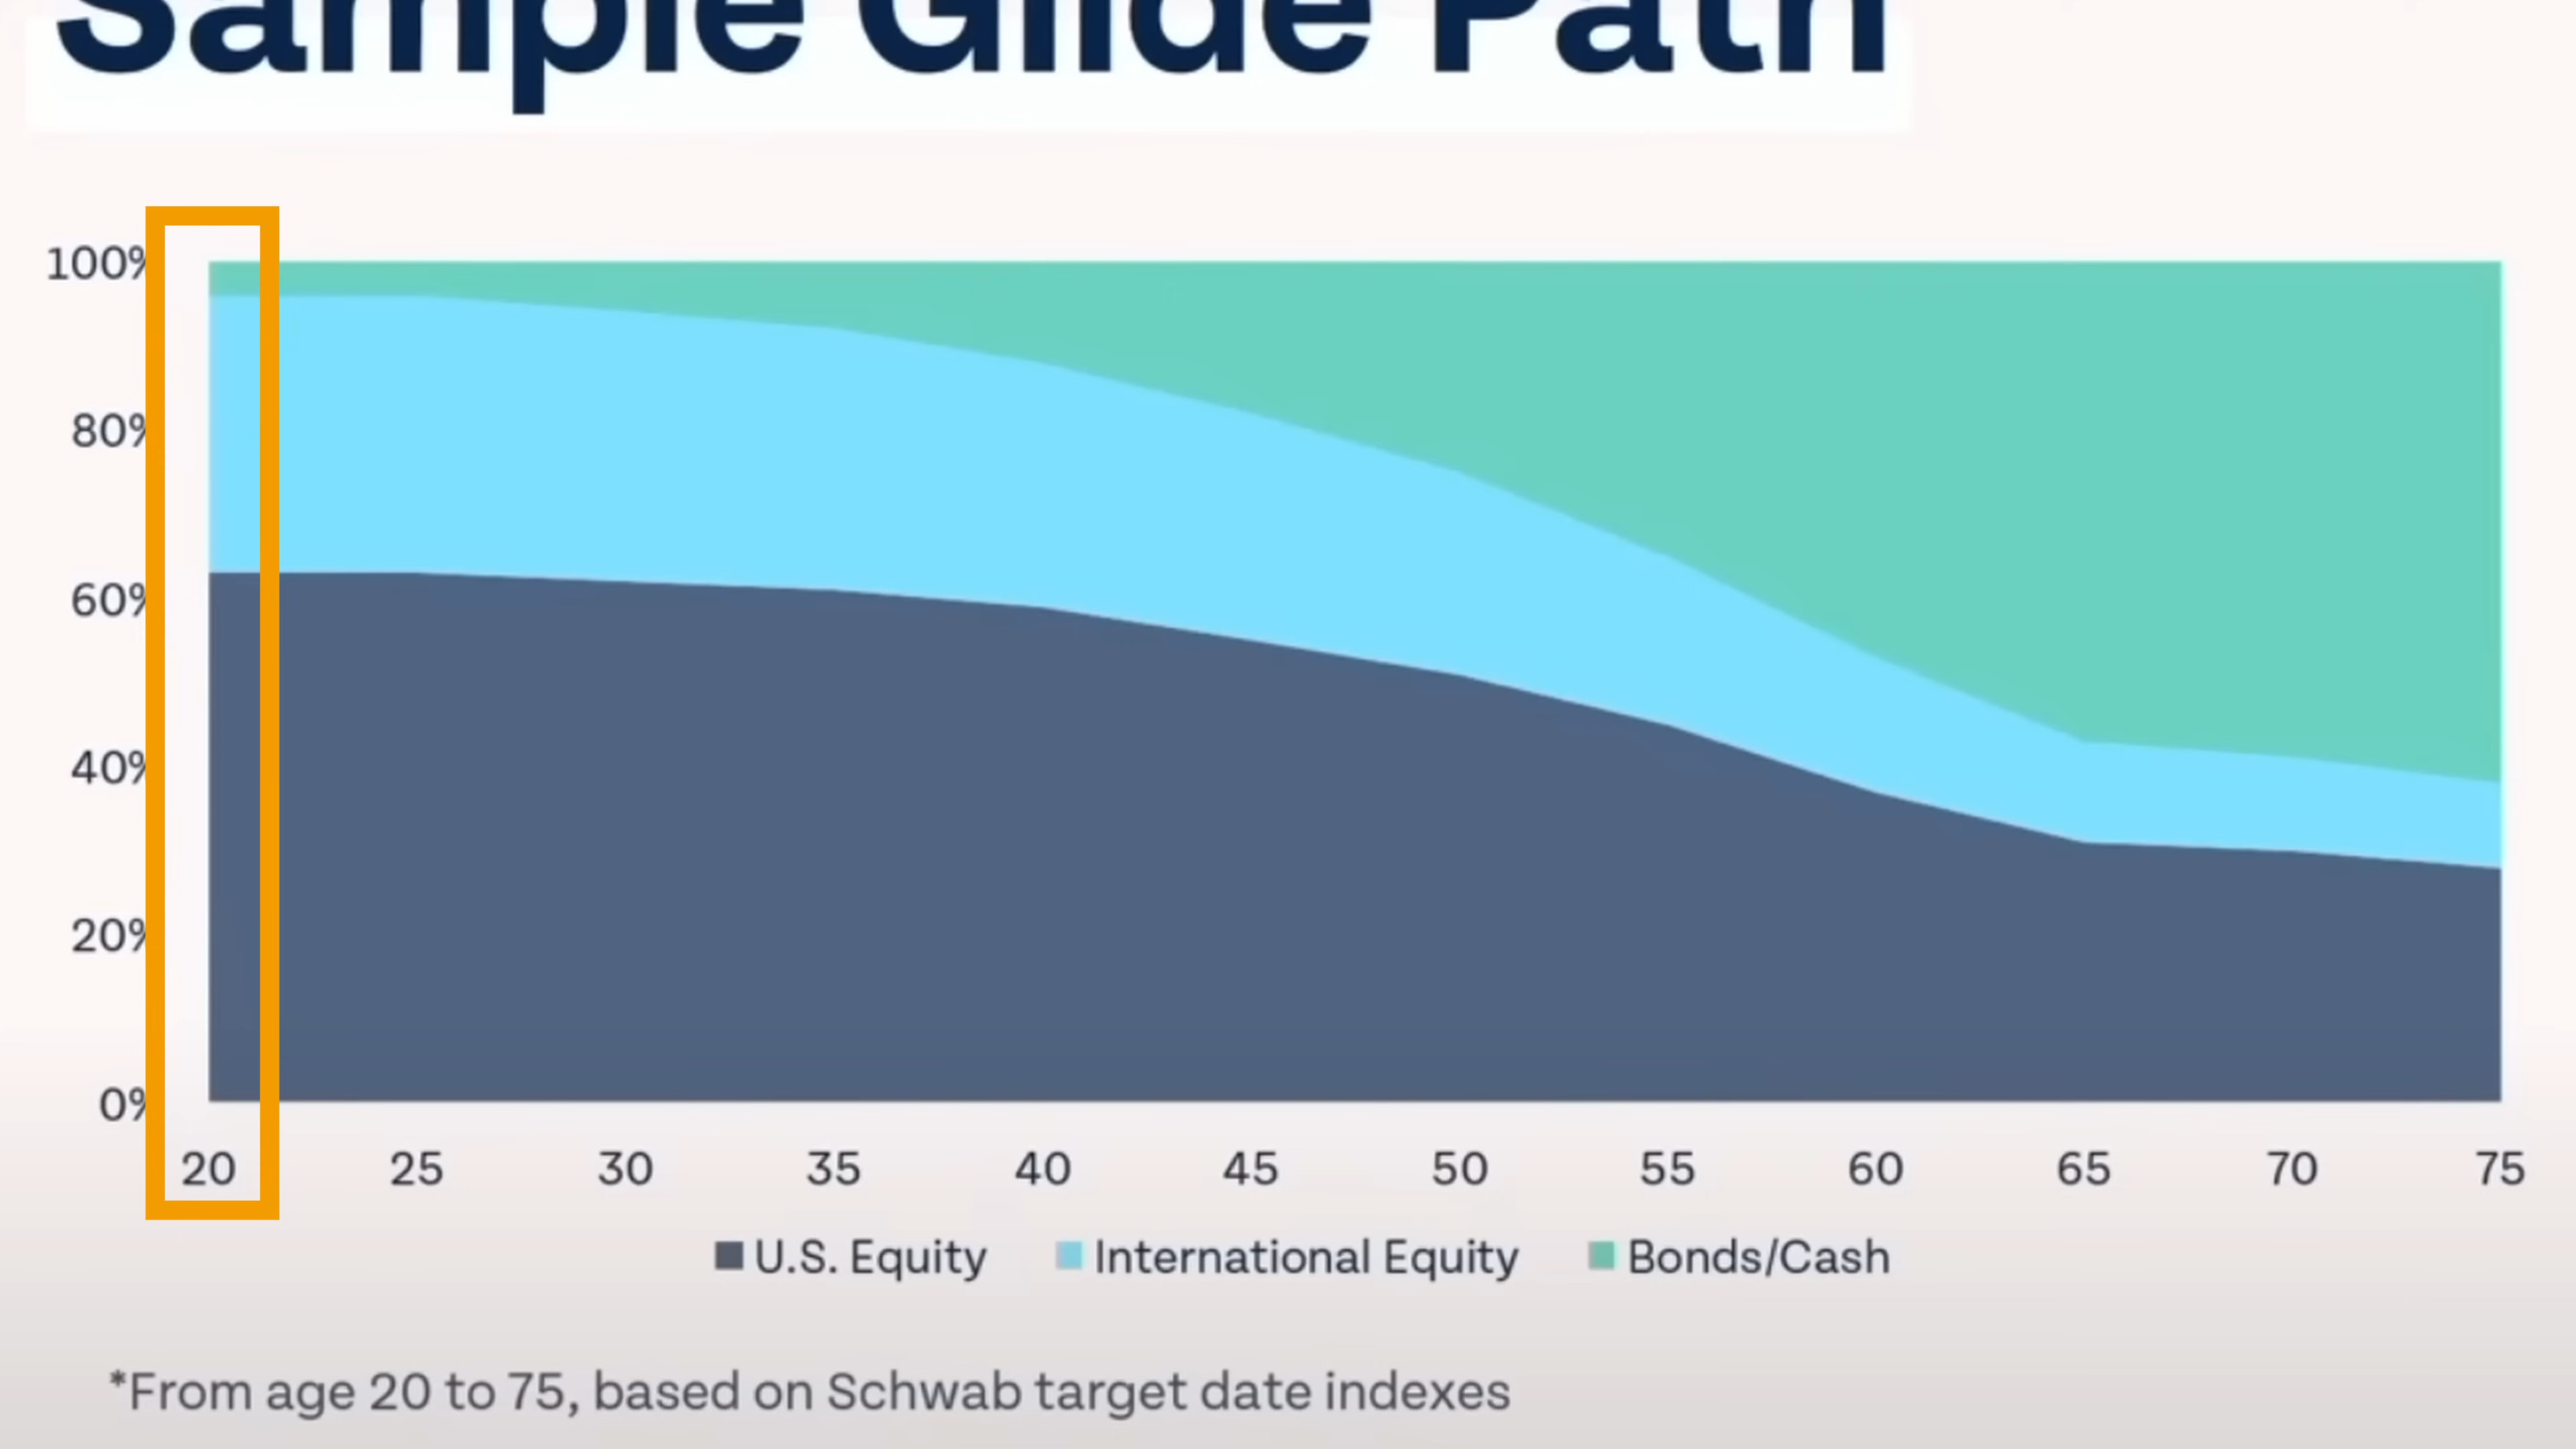 Sample Glide Path
100%
80%
60%
40%
20%
0%
20 25 30 35 40 45 50 55 60 65 70 75
U.S. Equity International Equity Bonds/Cash
*From age 20 to 75, based on Schwab target date indexes